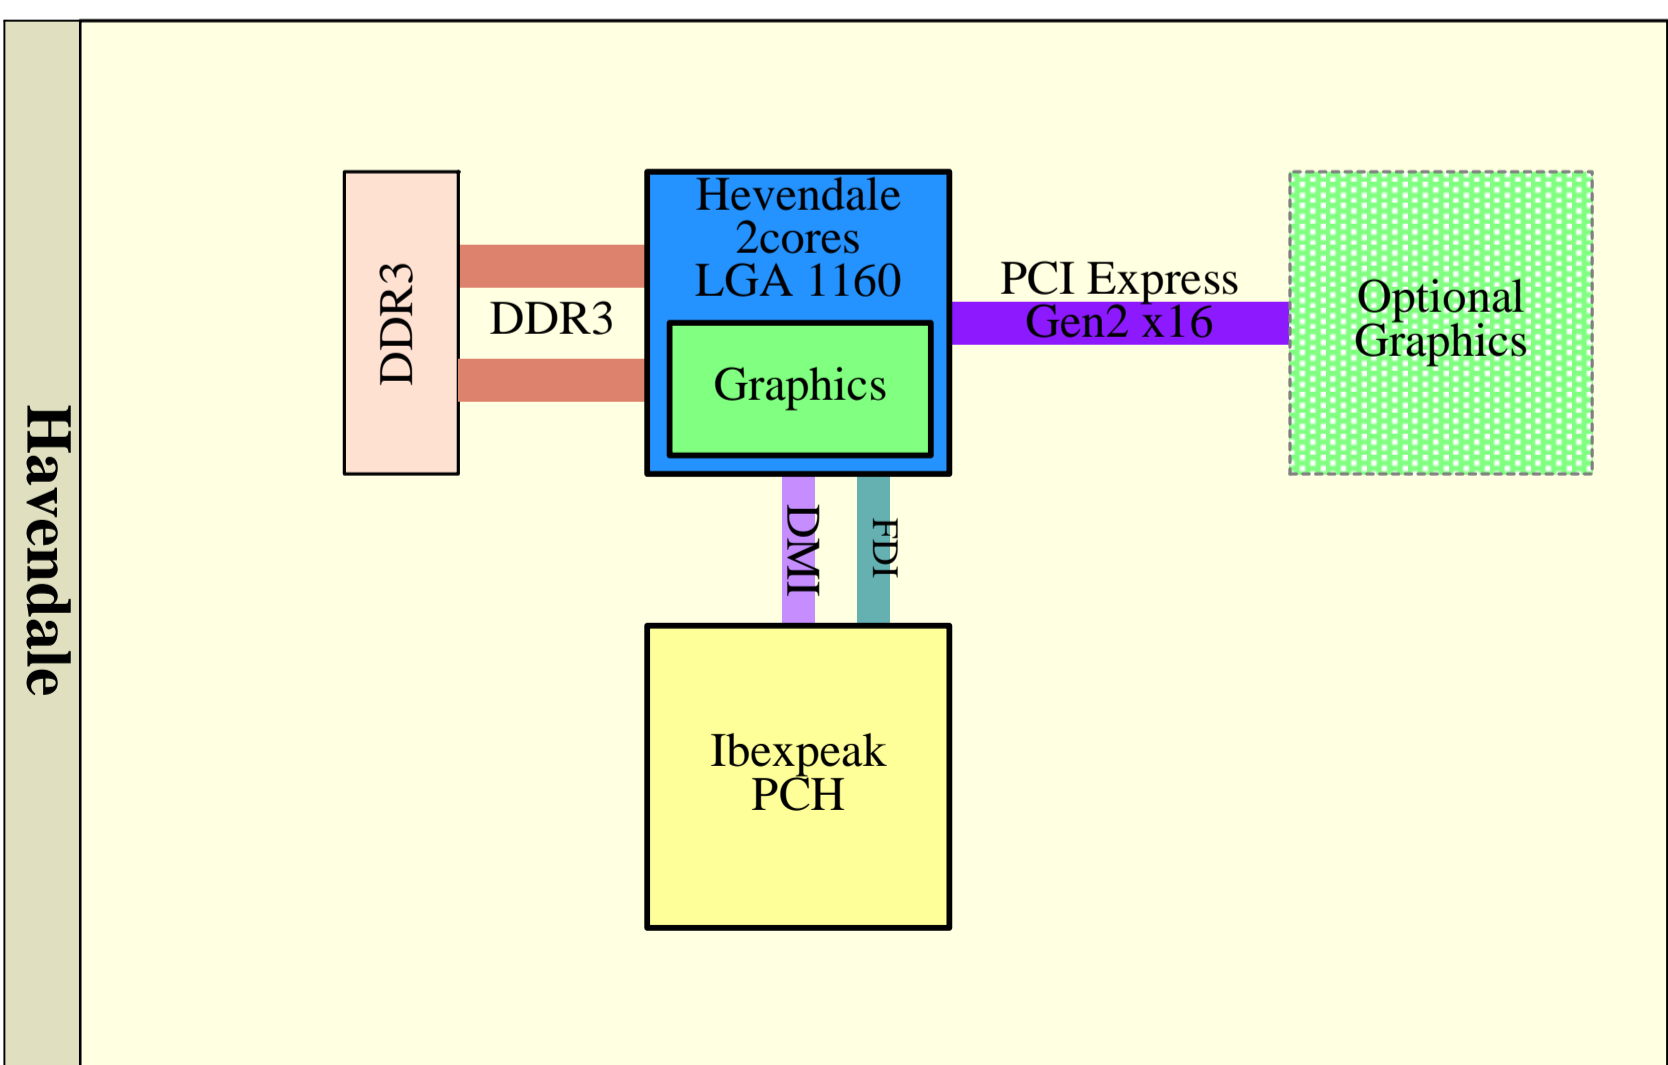 Havendale
DDR3
DDR3
Hevendale
2cores
LGA 1160
Graphics
PCI Express
Gen2 x16
Optional
Graphics
DMI
FDI
Ibexpeak
PCH